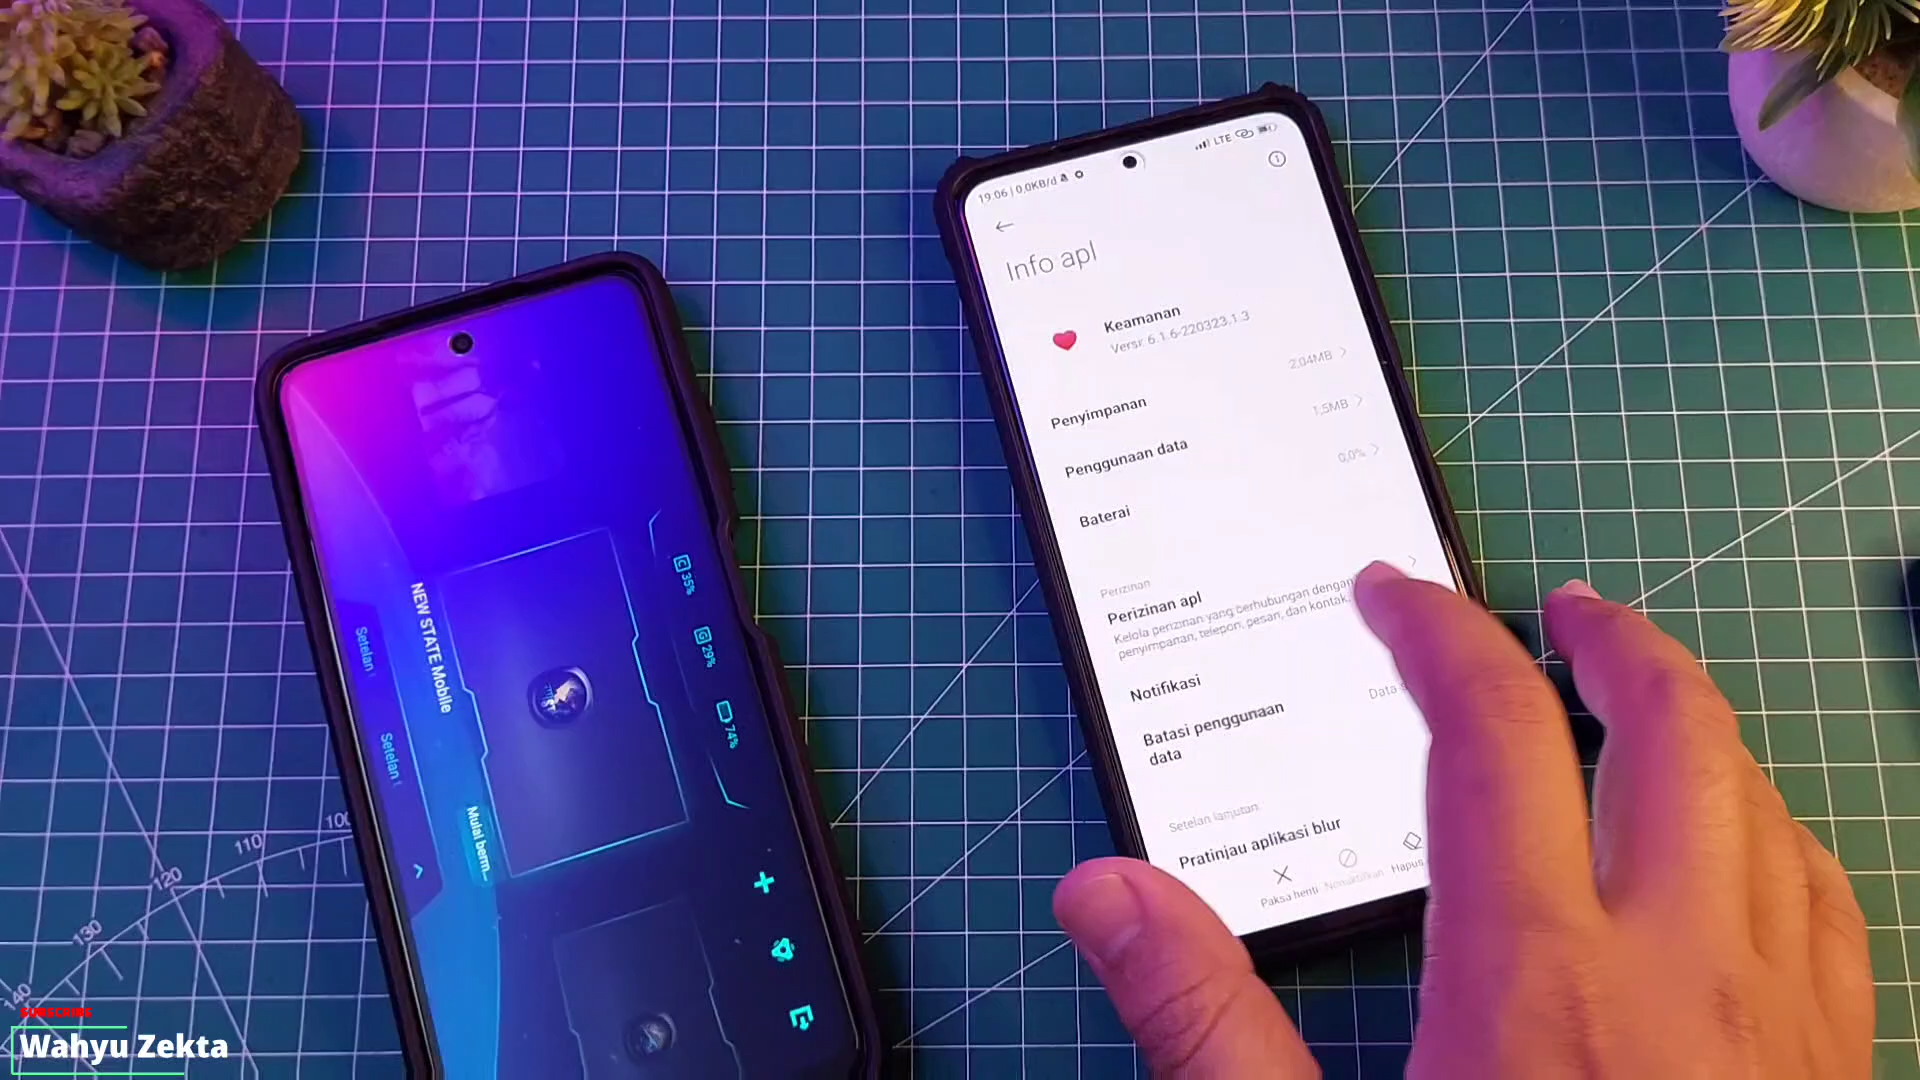 19.06 | 0,0KB/d
LTE
Info apl
Keamanan
Versi: 6.1.6-220323.1.3
Penyimpanan
2,04MB
Penggunaan data
1,5MB
Baterai
0,0%
Perizinan
Perizinan apl
Kelola perizinan yang berhubungan dengan
penyimpanan, telepon, pesan, dan kontak.
Notifikasi
Batasi penggunaan
data
Data
Setelan lanjutan
Pratinjau aplikasi blur
Paksa henti
Nonaktifkan
Hapus
C 35%
G 29%
74%
NEW STATE Mobile
Setelan
Setelan
Mulai berm...
100
110
120
130
140
SUBSCRIBE
Wahyu Zekta